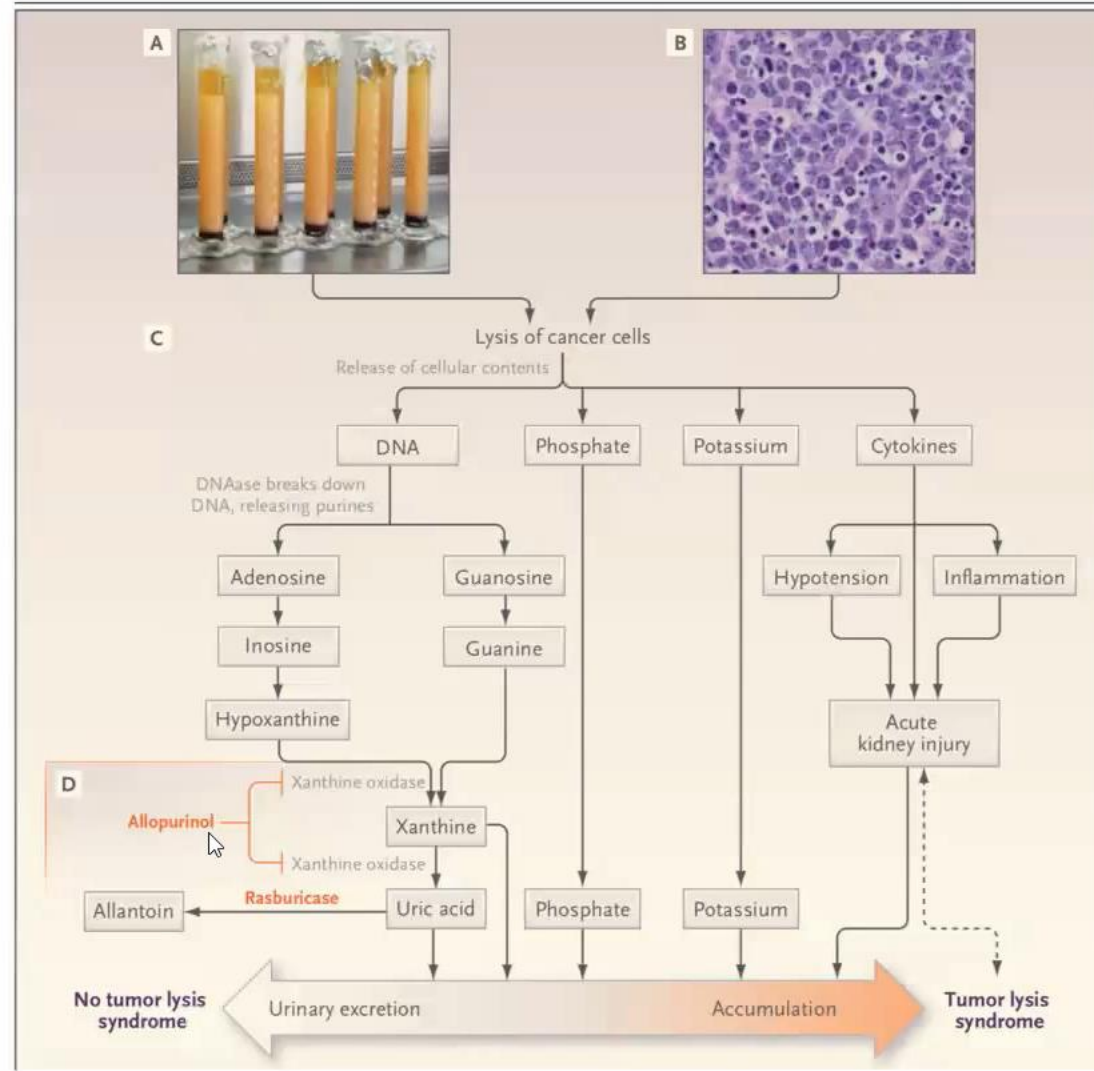 A
B
C
Lysis of cancer cells
Release of cellular contents
DNA
Phosphate
Potassium
Cytokines
DNAase breaks down
DNA, releasing purines
Adenosine
Guanosine
Hypotension
Inflammation
Inosine
Guanine
Hypoxanthine
Acute
kidney injury
D
Xanthine oxidase
Allopurinol
Xanthine
Xanthine oxidase
Rasburicase
Allantoin
Uric acid
Phosphate
Potassium
No tumor lysis
syndrome
Urinary excretion
Accumulation
Tumor lysis
syndrome